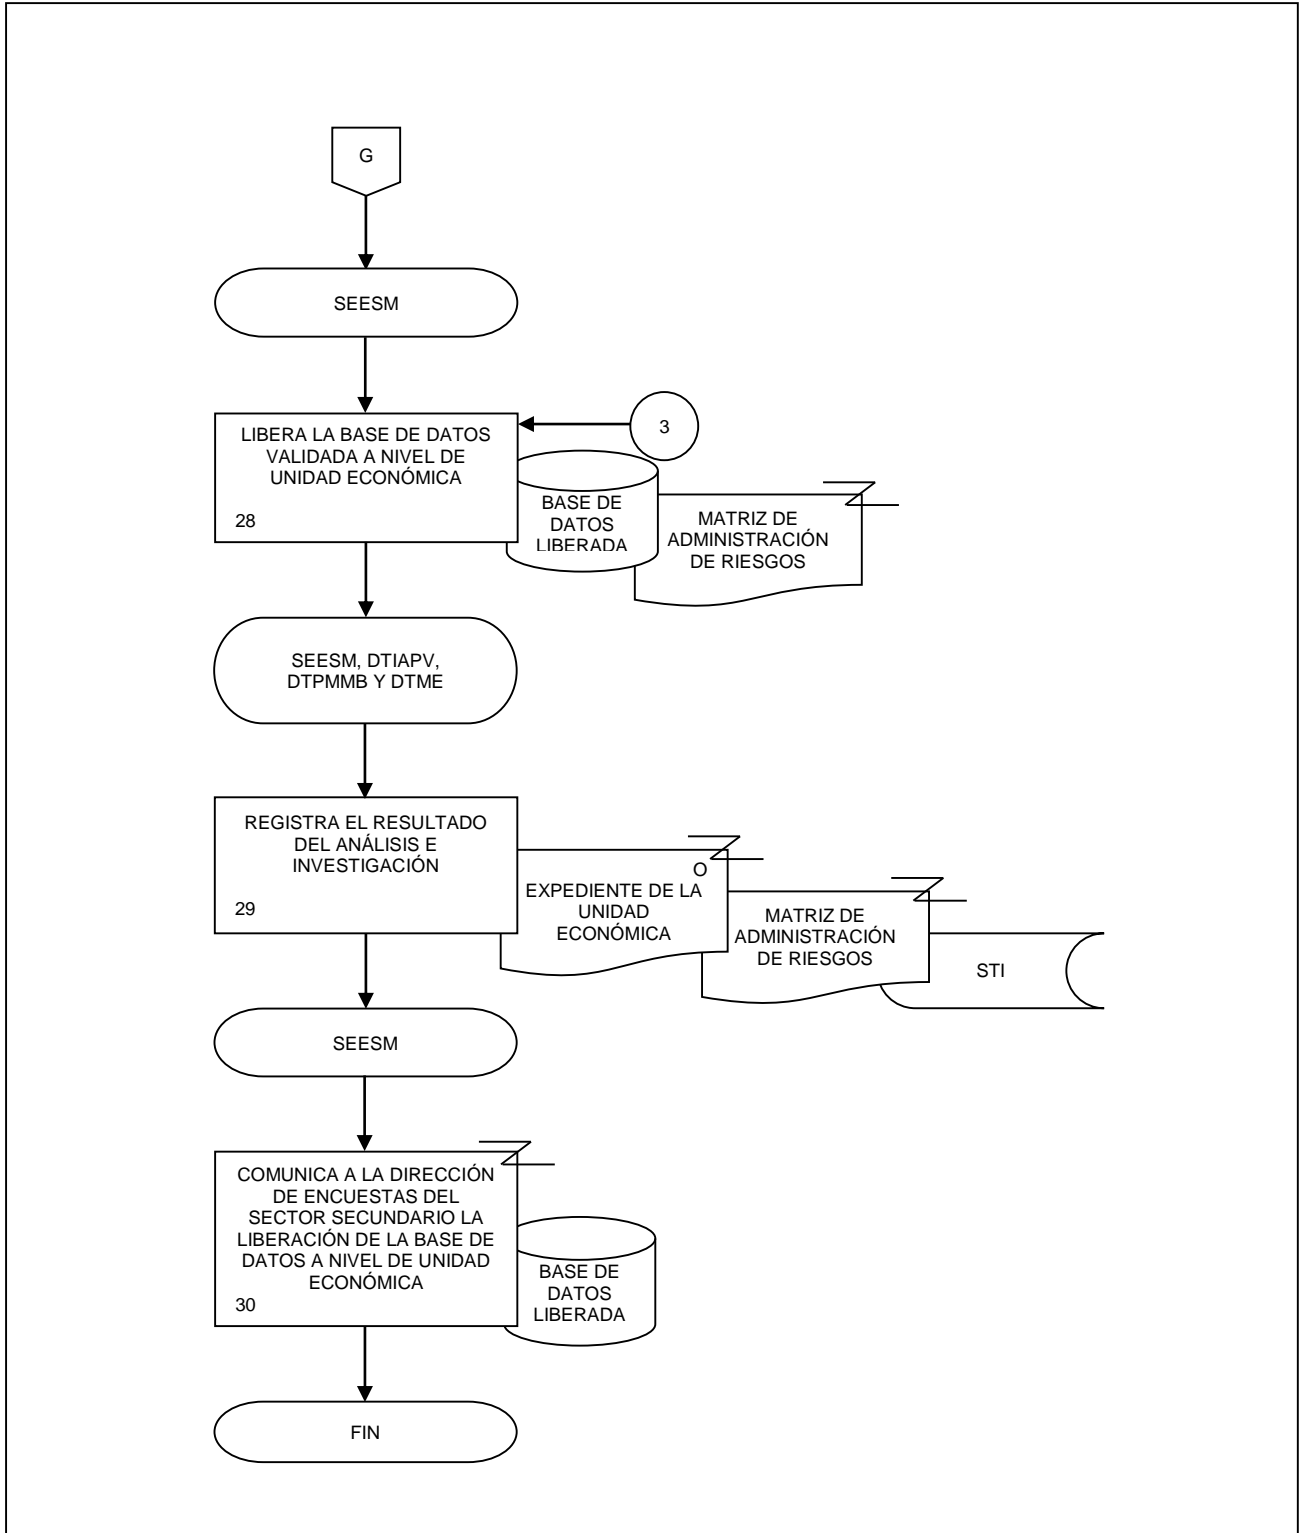 G
SEESM
LIBERA LA BASE DE DATOS
VALIDADA A NIVEL DE
UNIDAD ECONÓMICA
28
3
BASE DE
DATOS
LIBERADA
MATRIZ DE
ADMINISTRACIÓN
DE RIESGOS
SEESM, DTIAPV,
DTPMMB Y DTME
REGISTRA EL RESULTADO
DEL ANÁLISIS E
INVESTIGACIÓN
29
O
EXPEDIENTE DE LA
UNIDAD
ECONÓMICA
MATRIZ DE
ADMINISTRACIÓN
DE RIESGOS
STI
SEESM
COMUNICA A LA DIRECCIÓN
DE ENCUESTAS DEL
SECTOR SECUNDARIO LA
LIBERACIÓN DE LA BASE DE
DATOS A NIVEL DE UNIDAD
ECONÓMICA
30
BASE DE
DATOS
LIBERADA
FIN